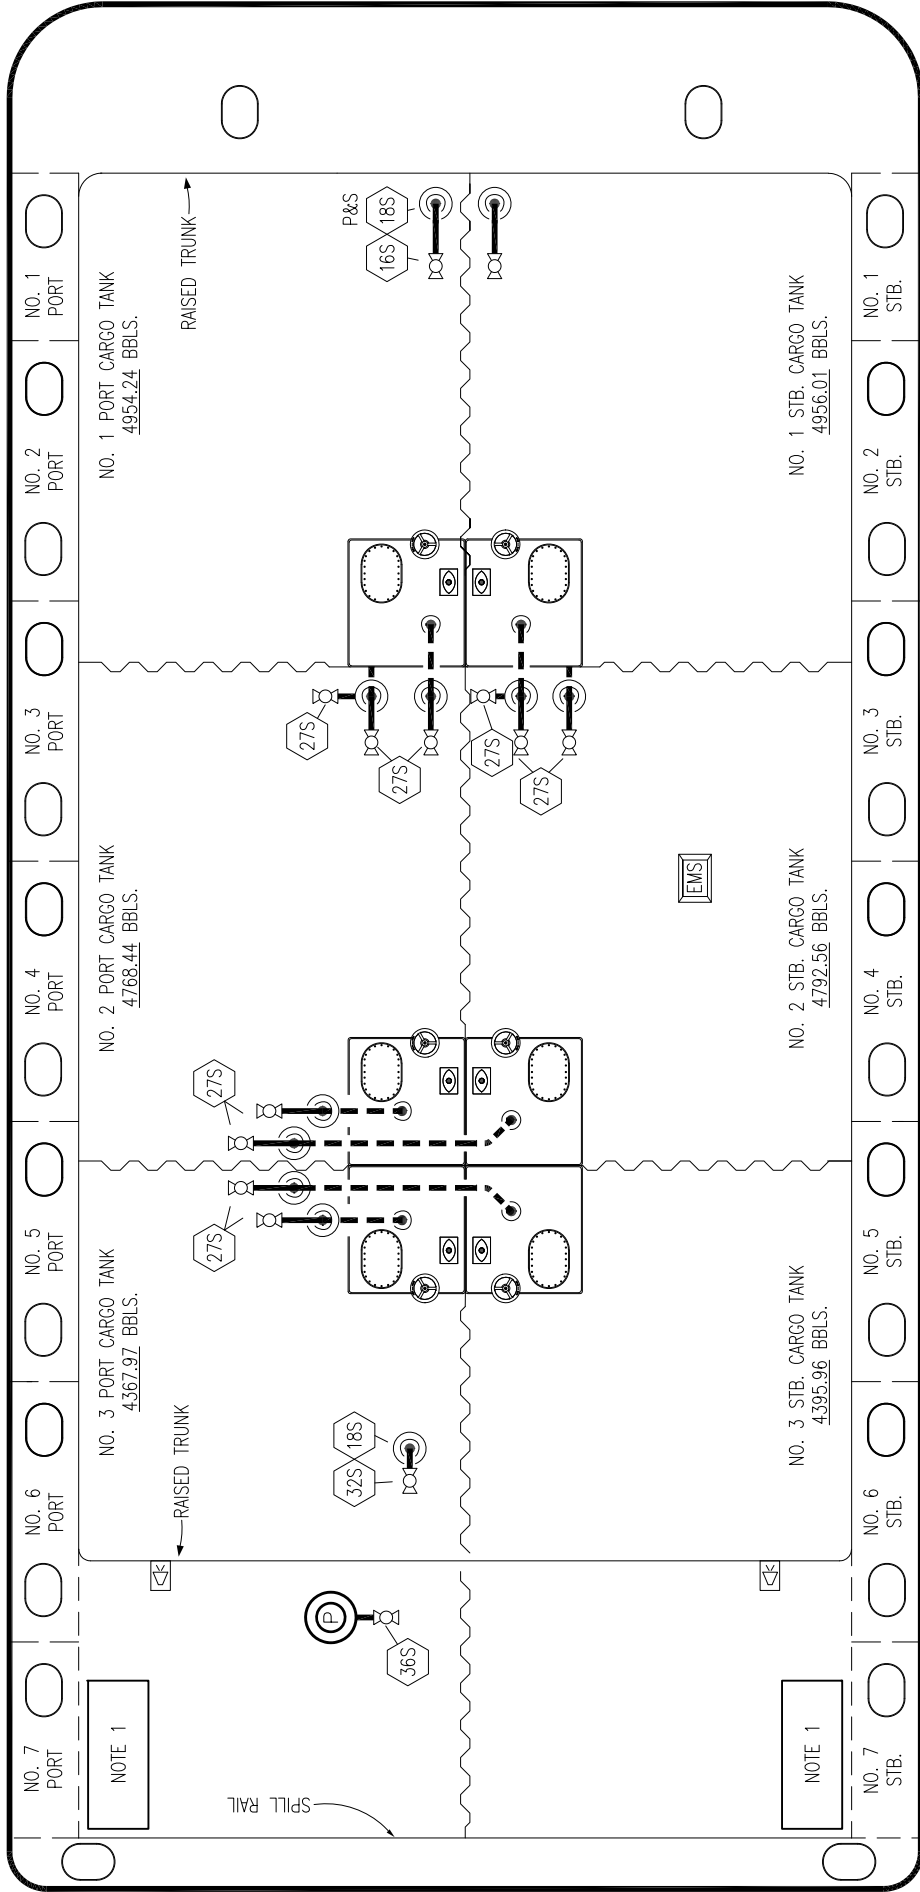 NO. 1
PORT
NO. 2
PORT
NO. 3
PORT
NO. 4
PORT
NO. 5
PORT
NO. 6
PORT
NO. 7
PORT
RAISED TRUNK
NO. 1 PORT CARGO TANK
4954.24 BBLS.
P&S
18S
16S
NO. 1 STB. CARGO TANK
4956.01 BBLS.
27S
27S
27S
27S
NO. 2 PORT CARGO TANK
4768.44 BBLS.
EMS
NO. 2 STB. CARGO TANK
4792.56 BBLS.
27S
27S
NO. 3 PORT CARGO TANK
4367.97 BBLS.
NO. 3 STB. CARGO TANK
4395.96 BBLS.
18S
32S
RAISED TRUNK
P
36S
NOTE 1
NOTE 1
SPILL RAIL
NO. 1
STB.
NO. 2
STB.
NO. 3
STB.
NO. 4
STB.
NO. 5
STB.
NO. 6
STB.
NO. 7
STB.